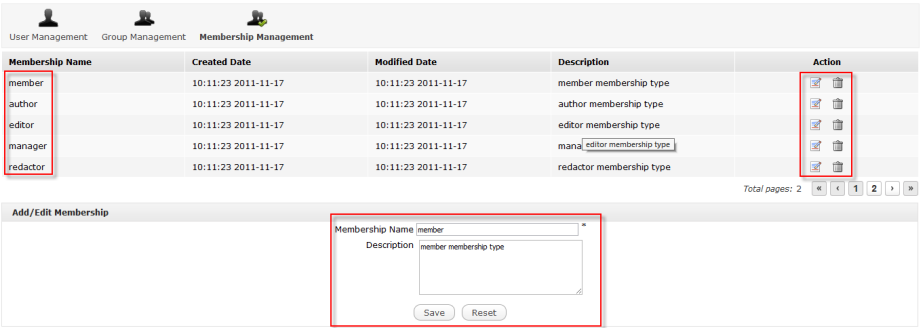 User Management Group Management Membership Management
Membership Name Created Date Modified Date Description Action
member 10:11:23 2011-11-17 10:11:23 2011-11-17 member membership type
author 10:11:23 2011-11-17 10:11:23 2011-11-17 author membership type
editor 10:11:23 2011-11-17 10:11:23 2011-11-17 editor membership type
manager 10:11:23 2011-11-17 10:11:23 2011-11-17 mana editor membership type
redactor 10:11:23 2011-11-17 10:11:23 2011-11-17 redactor membership type
Total pages: 2 « ‹ 1 2 › »
Add/Edit Membership
Membership Name member *
Description member membership type
Save Reset